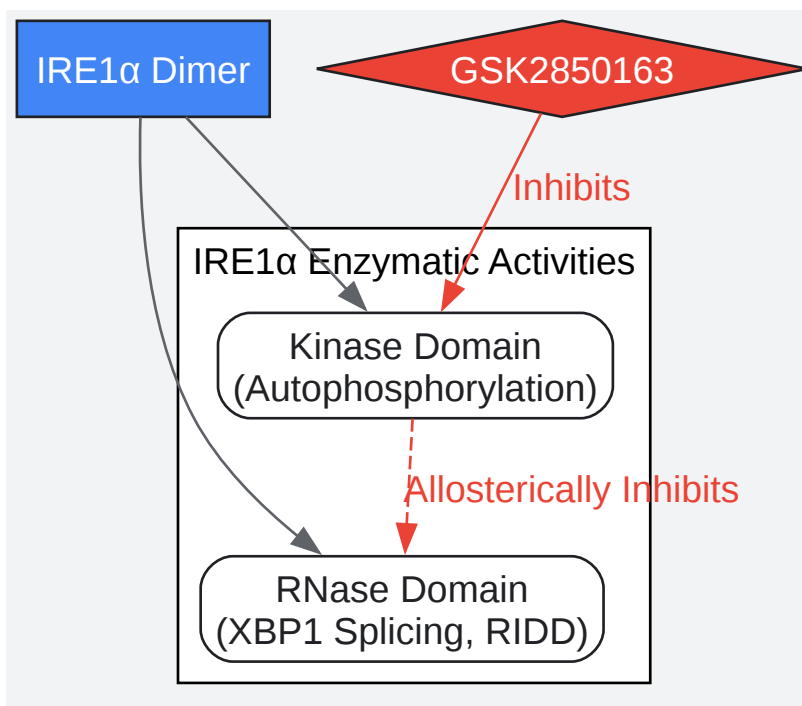 IRE1α Dimer
GSK2850163
Inhibits
IRE1α Enzymatic Activities
Kinase Domain
(Autophosphorylation)
Allosterically Inhibits
RNase Domain
(XBP1 Splicing, RIDD)